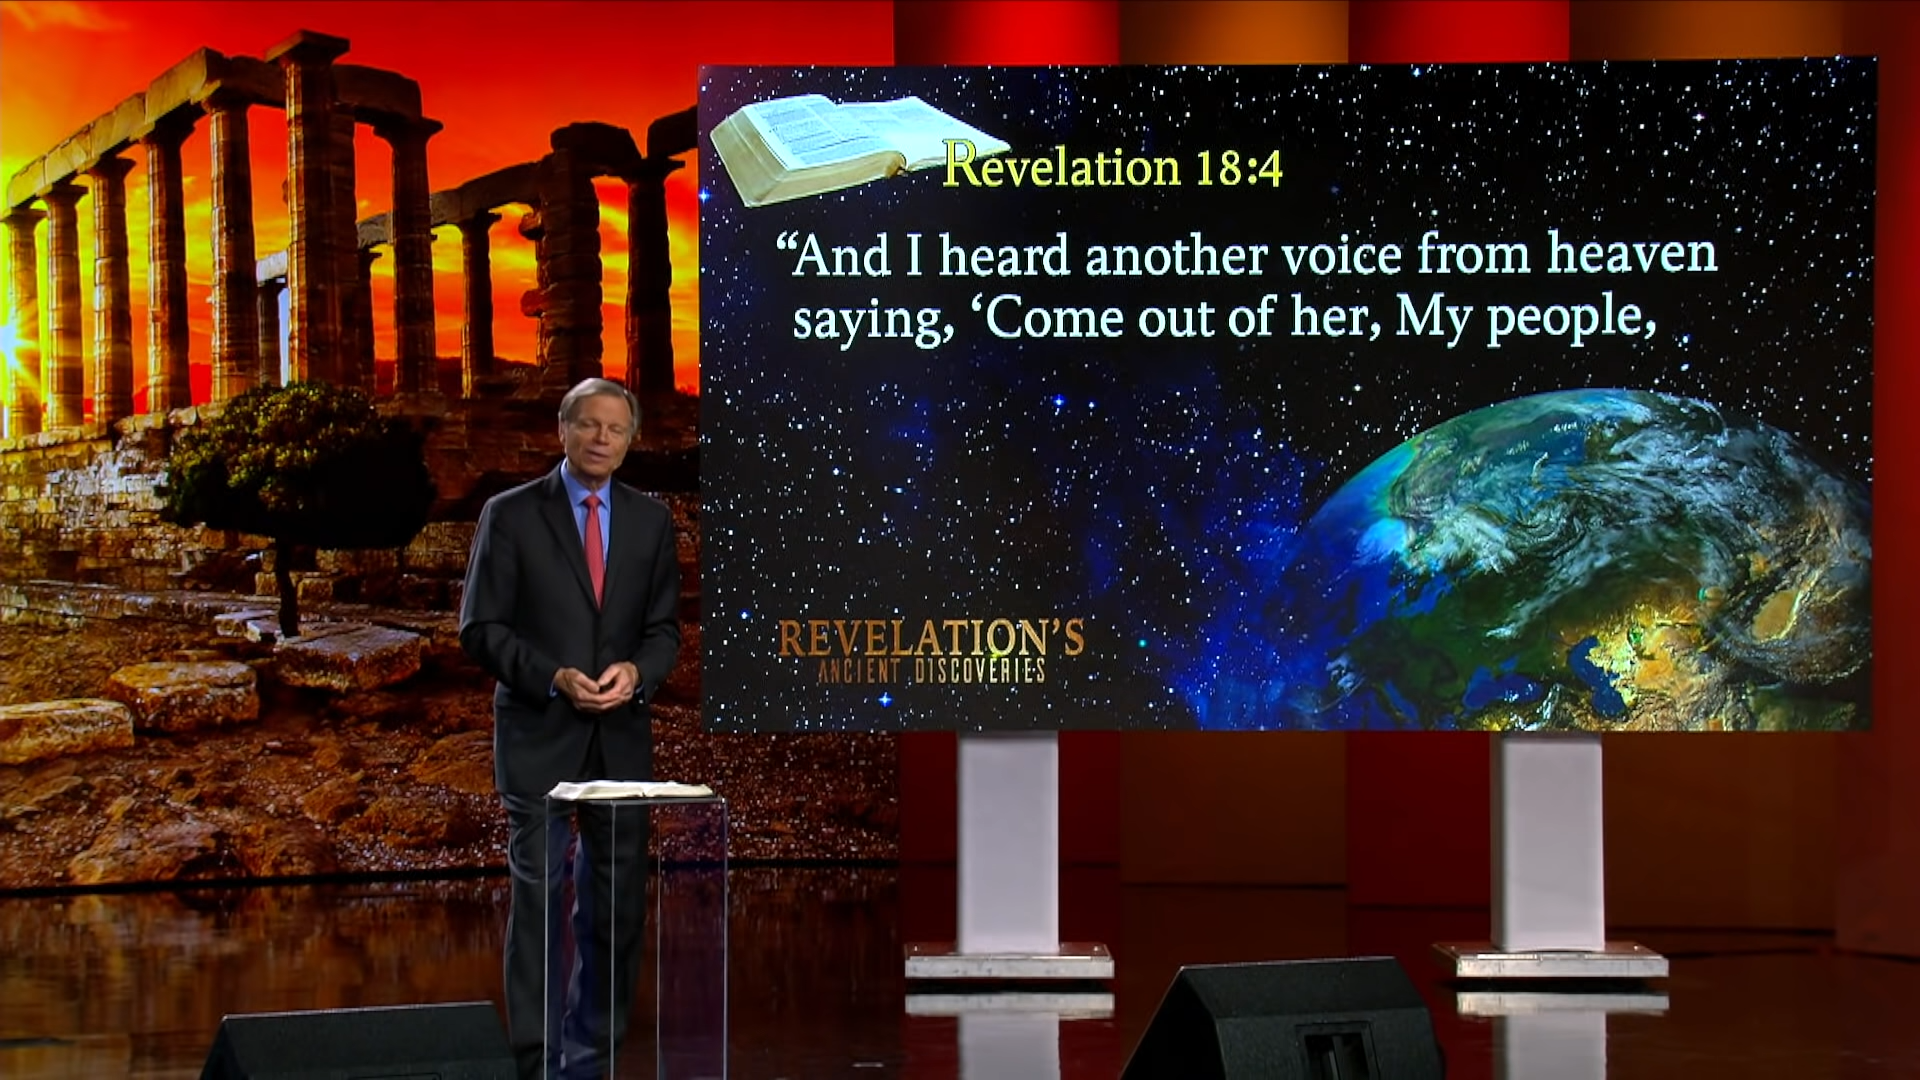 Revelation 18:4
“And I heard another voice from heaven
saying, ‘Come out of her, My people,
REVELATION’S
ANCIENT DISCOVERIES